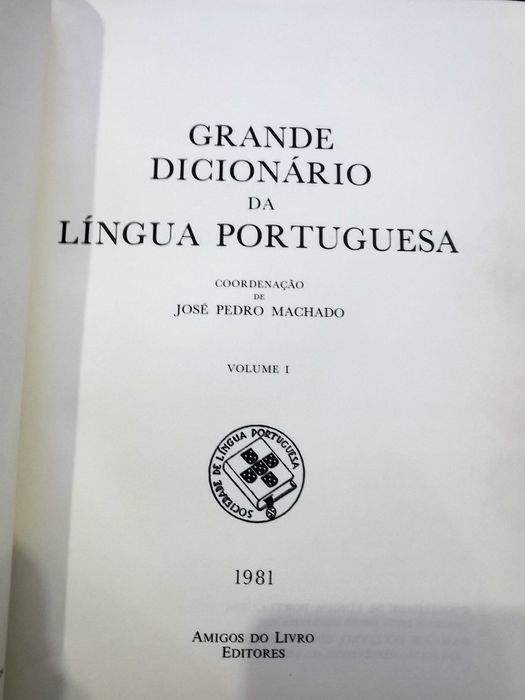 GRANDE
DICIONÁRIO
DA
LÍNGUA PORTUGUESA
COORDENAÇÃO
DE
JOSÉ PEDRO MACHADO
VOLUME I
SOCIEDADE DE LÍNGUA PORTUGUESA
1981
AMIGOS DO LIVRO
EDITORES